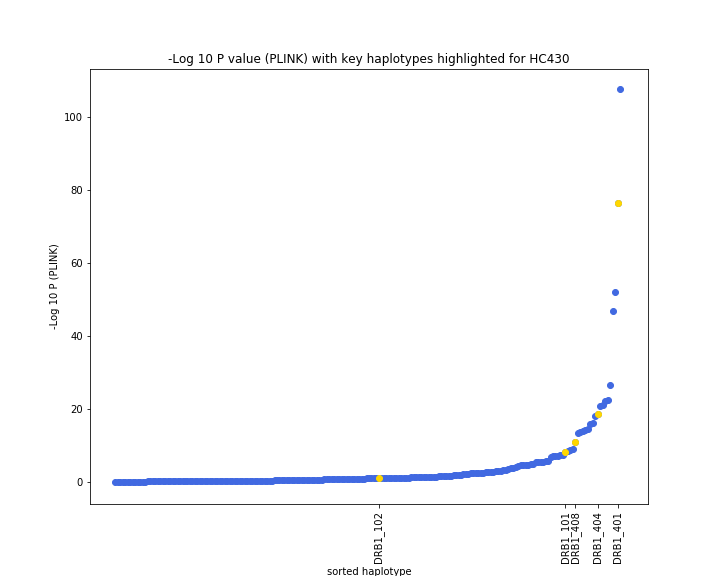 -Log 10 P value (PLINK) with key haplotypes highlighted for HC430
-Log 10 P (PLINK)
100
80
60
40
20
0
DRB1_102
DRB1_101
DRB1_408
DRB1_404
DRB1_401
sorted haplotype